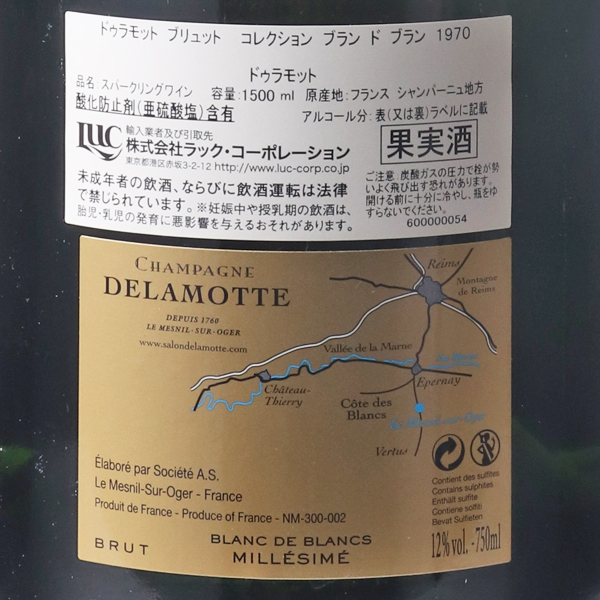 ドゥラモット ブリュット コレクション ブラン ド ブラン 1970
ドゥラモット
品名:スパークリングワイン 容量:1500 ml 原産地:フランス シャンパーニュ地方
酸化防止剤(亜硫酸塩)含有 アルコール分:表(又は裏)ラベルに記載
LUC
輸入業者及び引取先
株式会社ラック・コーポレーション
東京都港区赤坂3-2-12 http://www.luc-corp.co.jp
果実酒
未成年者の飲酒、ならびに飲酒運転は法律
で禁じられています。※妊娠中や授乳期の飲酒は、
胎児・乳児の発育に悪影響を与えるおそれがあります。
ご注意:炭酸ガスの圧力で栓が勢
いよく飛び出す恐れがあります。
開ける前に十分に冷やし、瓶をゆ
すらないでください。
600000054
CHAMPAGNE
DELAMOTTE
DEPUIS 1760
LE MESNIL-SUR-OGER
www.salondelamotte.com
Reims
Montagne
de Reims
Vallée de la Marne
Epernay
Château-
Thierry
Côte des
Blancs
Vertus
Élaboré par Société A.S.
Le Mesnil-Sur-Oger - France
Produit de France - Produce of France - NM-300-002
Contient des sulfites
Contains sulphites
Enthält sulfite
Contiene solfiti
Bevat Sulfieten
BRUT
BLANC DE BLANCS
MILLÉSIMÉ
12% vol. - 750ml